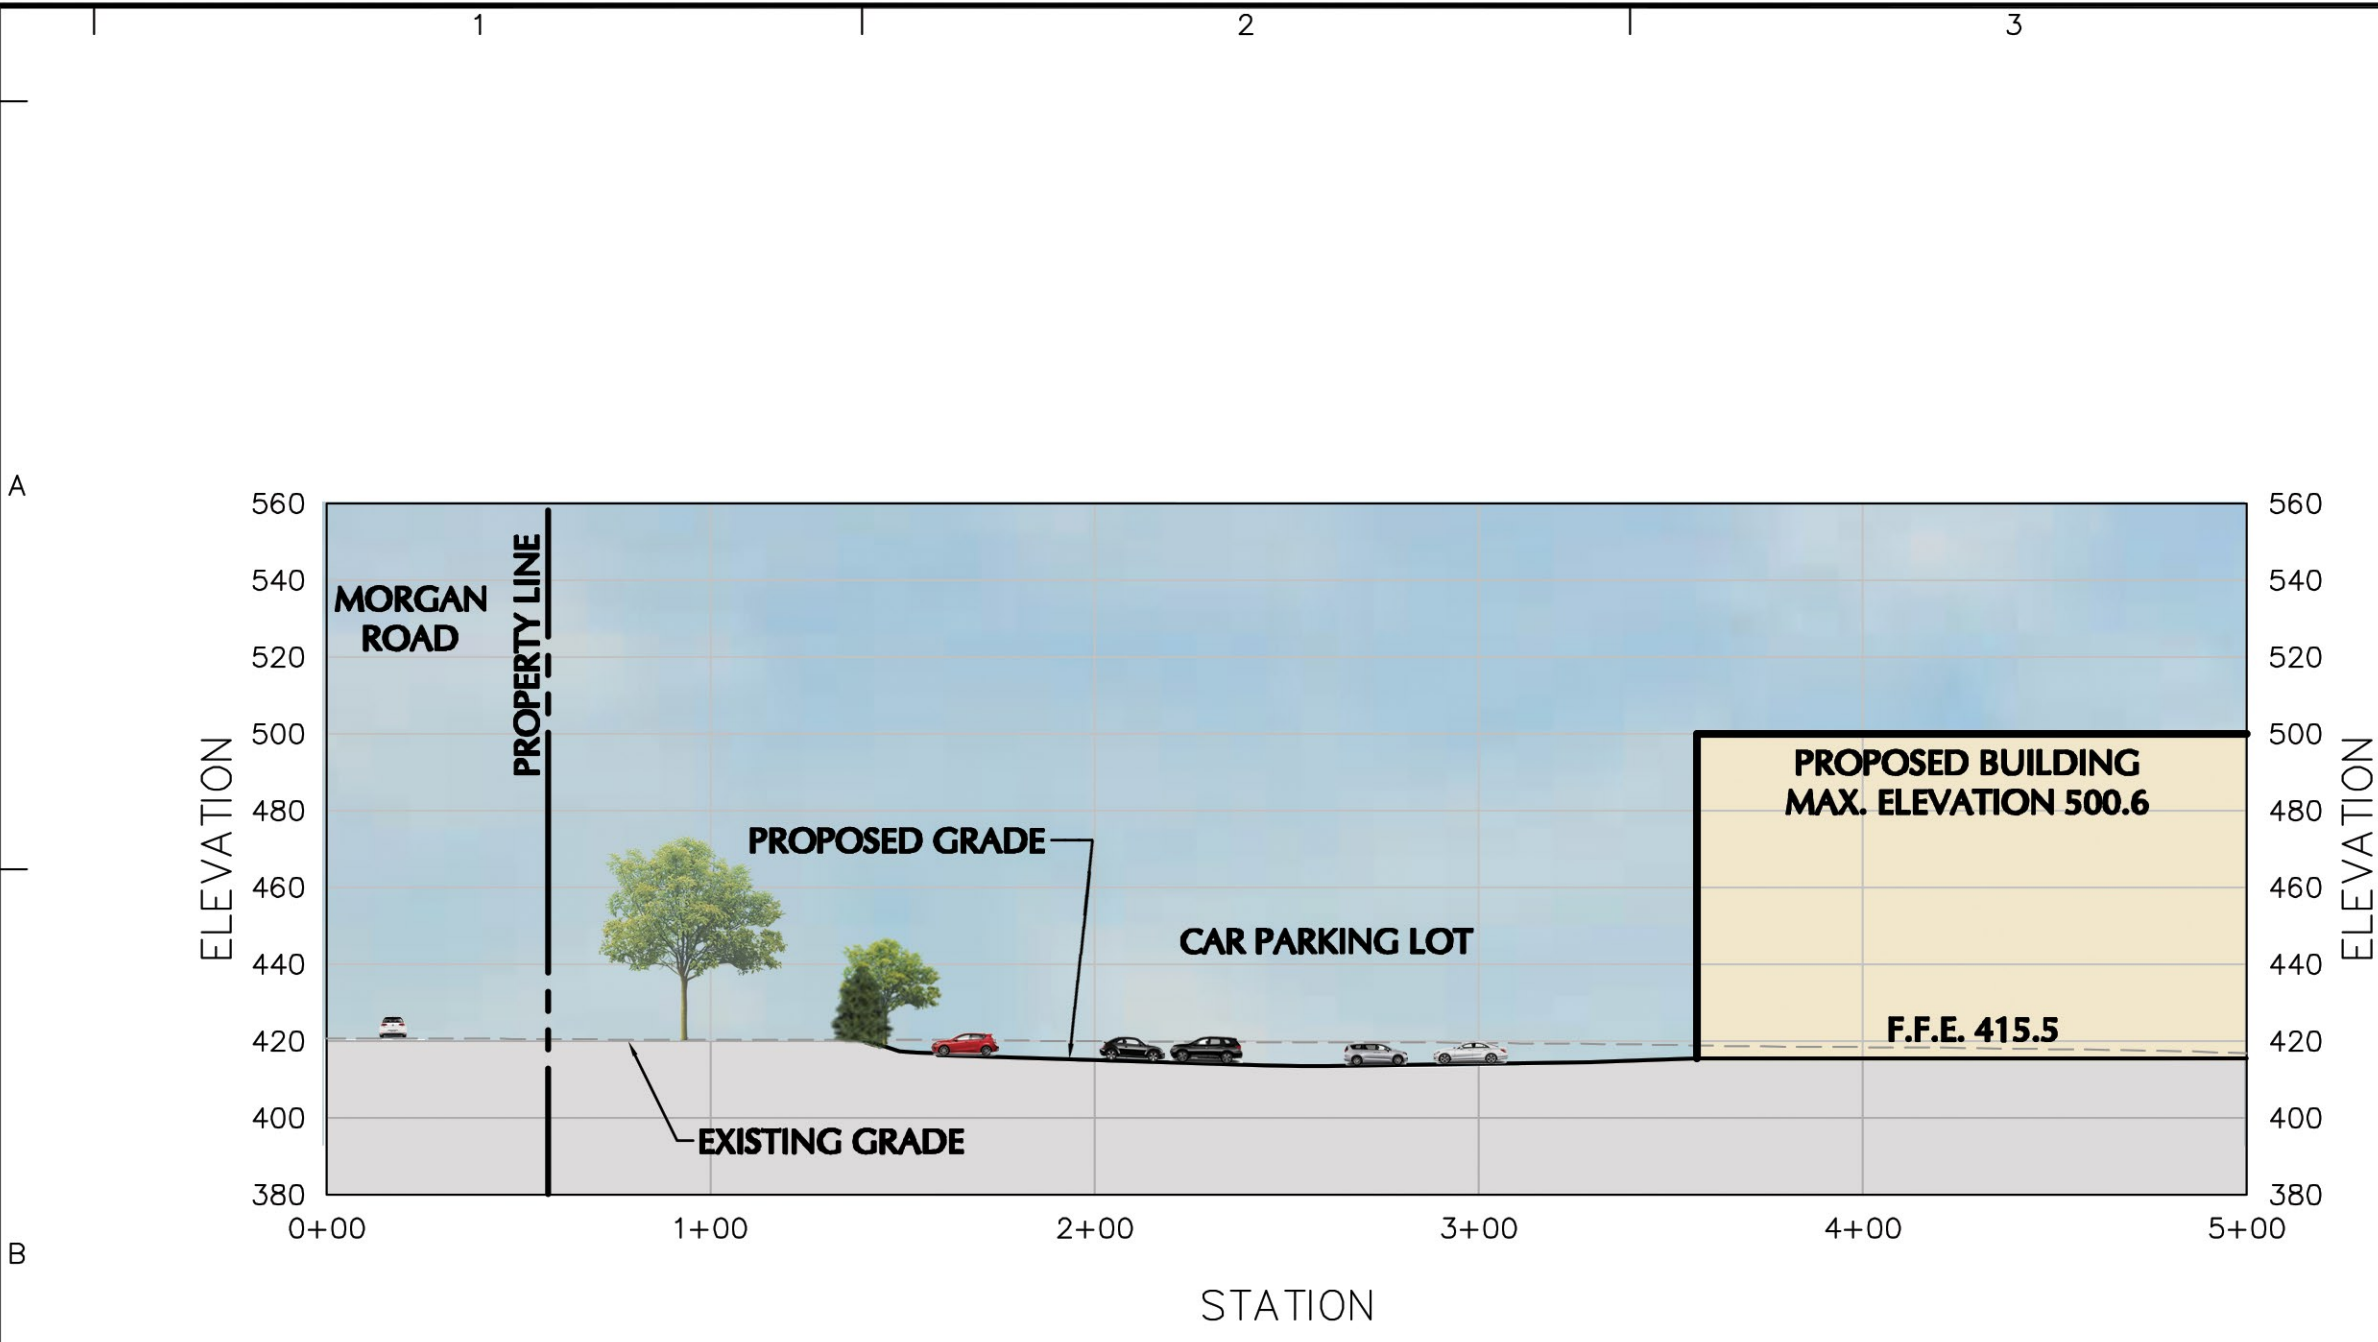 1 2 3
A
B
560 560
540 540
520 520
500 500
480 480
460 460
440 440
420 420
400 400
380 380
ELEVATION
ELEVATION
MORGAN
ROAD
PROPERTY LINE
PROPOSED GRADE
CAR PARKING LOT
PROPOSED BUILDING
MAX. ELEVATION 500.6
F.F.E. 415.5
EXISTING GRADE
0+00 1+00 2+00 3+00 4+00 5+00
STATION